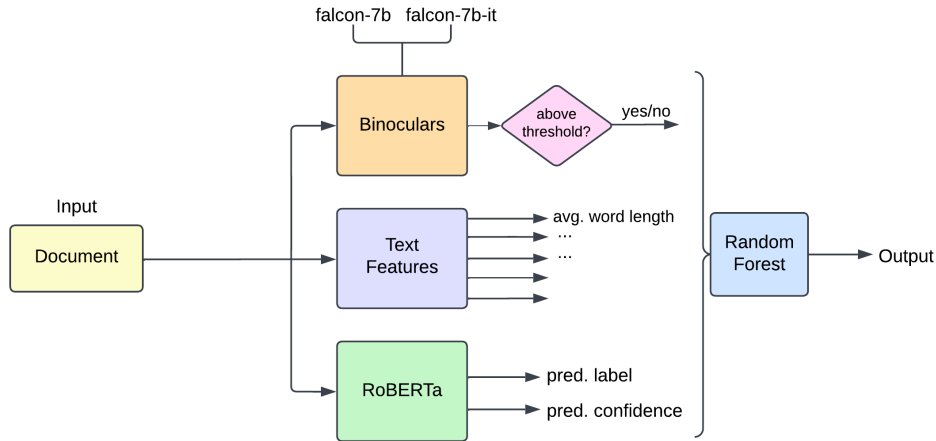 falcon-7b falcon-7b-it
Binoculars
above
threshold?
yes/no
Input
Document
Text
Features
avg. word length
...
...
RoBERTa
pred. label
pred. confidence
Random
Forest
Output